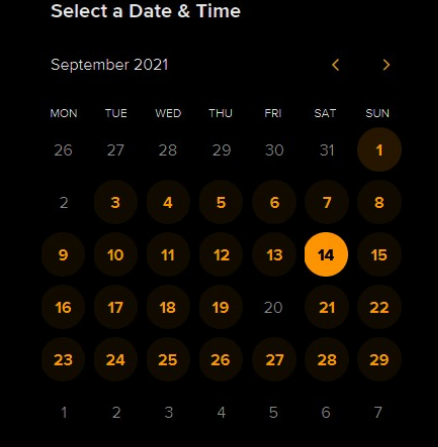 Select a Date & Time
September 2021
MON TUE WED THU FRI SAT SUN
26 27 28 29 30 31 1
2 3 4 5 6 7 8
9 10 11 12 13 14 15
16 17 18 19 20 21 22
23 24 25 26 27 28 29
1 2 3 4 5 6 7